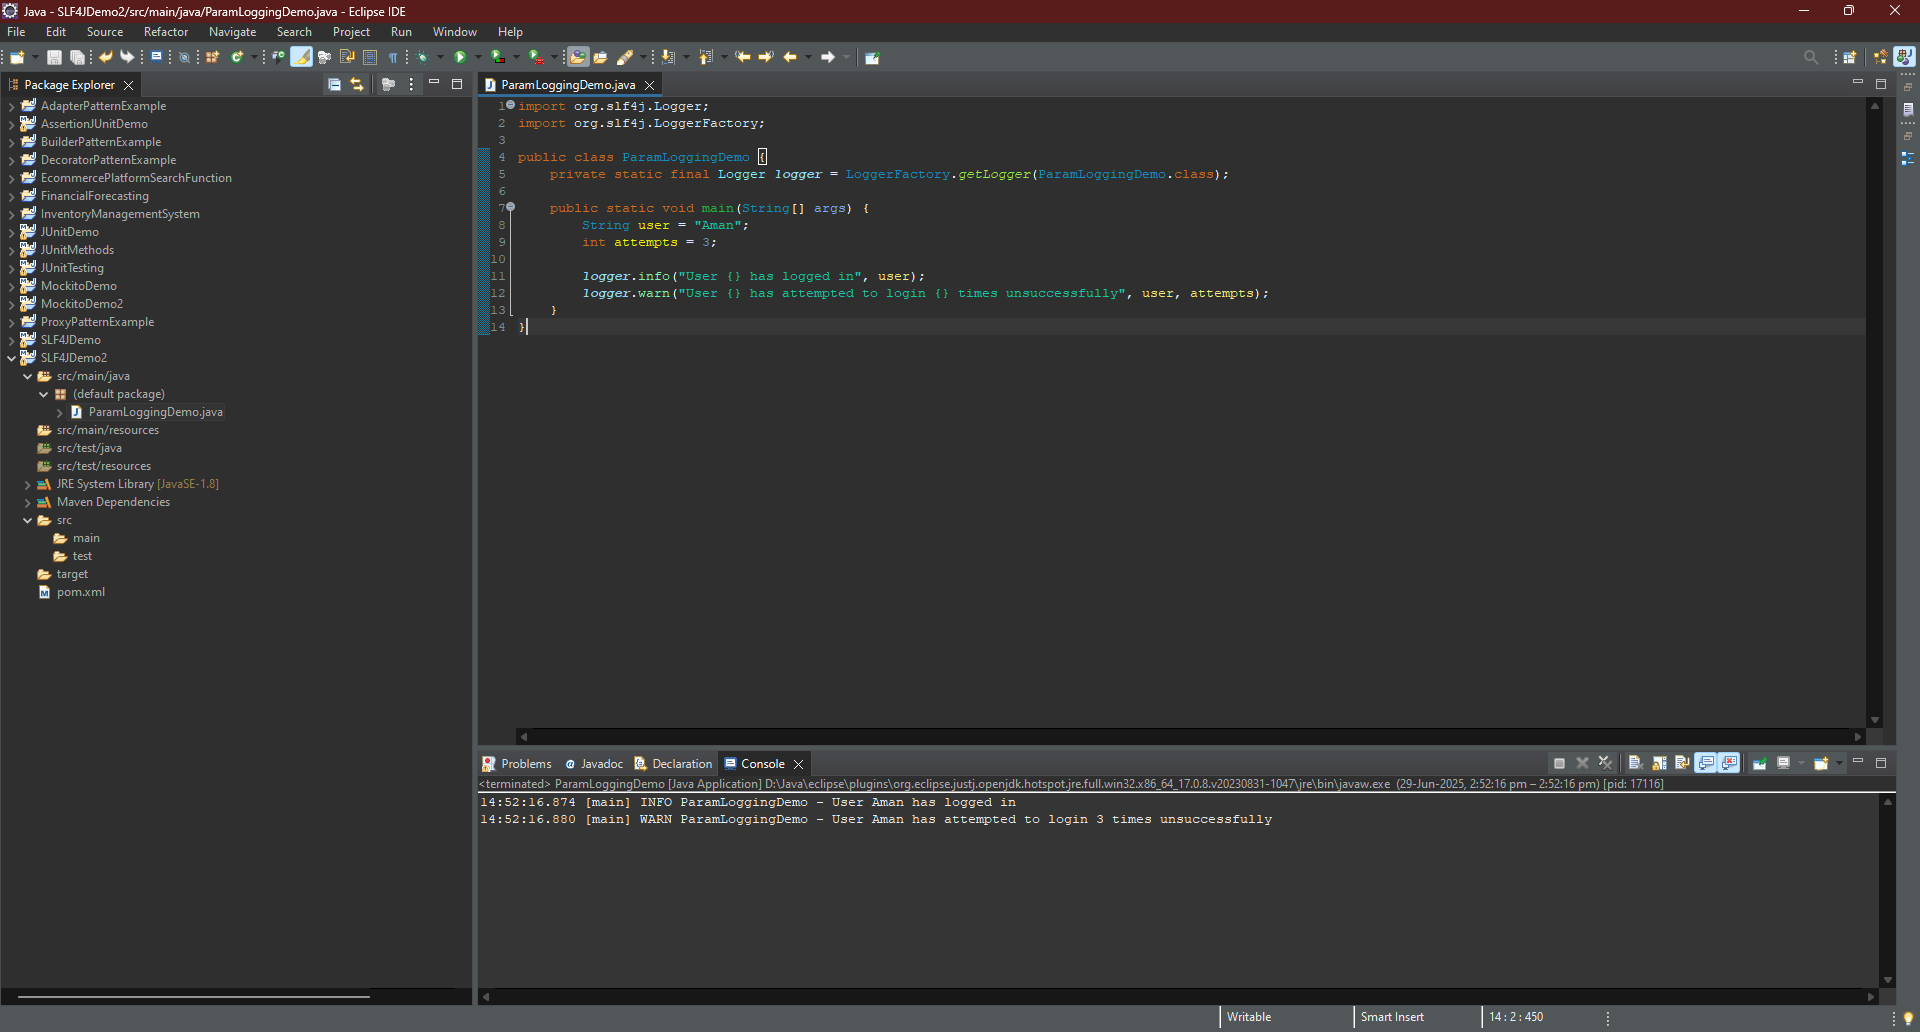 Java - SLF4JDemo2/src/main/java/ParamLoggingDemo.java - Eclipse IDE
File Edit Source Refactor Navigate Search Project Run Window Help
Package Explorer
AdapterPatternExample
AssertionJUnitDemo
BuilderPatternExample
DecoratorPatternExample
EcommercePlatformSearchFunction
FinancialForecasting
InventoryManagementSystem
JUnitDemo
JUnitMethods
JUnitTesting
MockitoDemo
MockitoDemo2
ProxyPatternExample
SLF4JDemo
SLF4JDemo2
src/main/java
(default package)
ParamLoggingDemo.java
src/main/resources
src/test/java
src/test/resources
JRE System Library [JavaSE-1.8]
Maven Dependencies
src
main
test
target
pom.xml
ParamLoggingDemo.java
1 import org.slf4j.Logger;
2 import org.slf4j.LoggerFactory;
3
4 public class ParamLoggingDemo {
5 private static final Logger logger = LoggerFactory.getLogger(ParamLoggingDemo.class);
6
7 public static void main(String[] args) {
8 String user = "Aman";
9 int attempts = 3;
10
11 logger.info("User {} has logged in", user);
12 logger.warn("User {} has attempted to login {} times unsuccessfully", user, attempts);
13 }
14 }
Problems Javadoc Declaration Console
<terminated> ParamLoggingDemo [Java Application] D:\Java\eclipse\plugins\org.eclipse.justj.openjdk.hotspot.jre.full.win32.x86_64_17.0.8.v20230831-1047\jre\bin\javaw.exe (29-Jun-2025, 2:52:16 pm – 2:52:16 pm) [pid: 17116]
14:52:16.874 [main] INFO ParamLoggingDemo - User Aman has logged in
14:52:16.880 [main] WARN ParamLoggingDemo - User Aman has attempted to login 3 times unsuccessfully
Writable Smart Insert 14 : 2 : 450